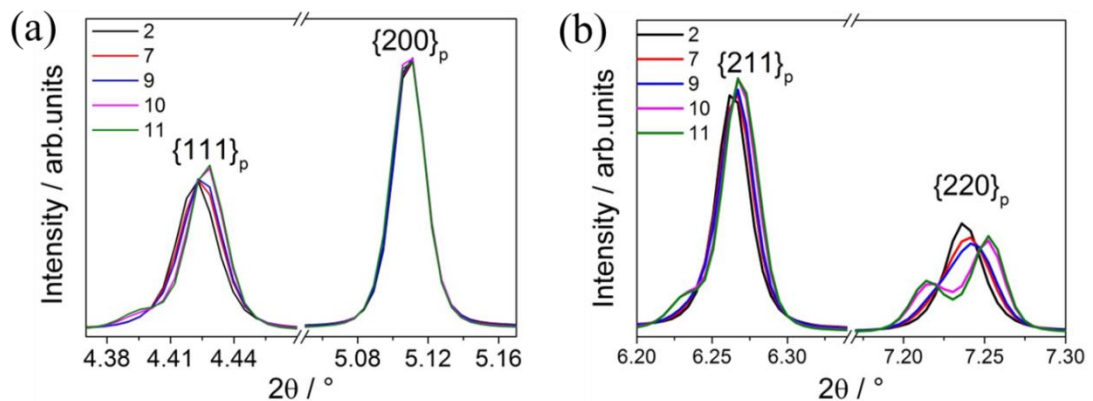 (a)
2
7
9
10
11
{111}p
{200}p
Intensity / arb.units
4.38 4.41 4.44 5.08 5.12 5.16
2θ / °
(b)
2
7
9
10
11
{211}p
{220}p
Intensity / arb.units
6.20 6.25 6.30 7.20 7.25 7.30
2θ / °